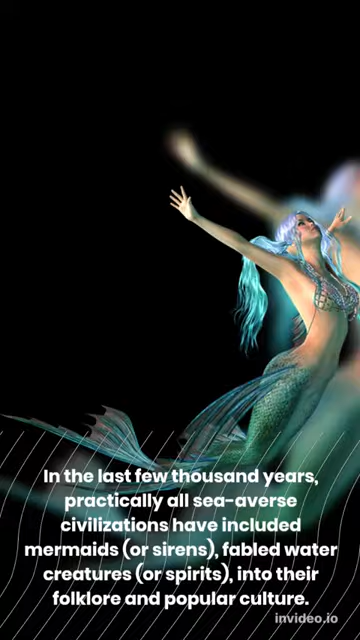 In the last few thousand years,
practically all sea-averse
civilizations have included
mermaids (or sirens), fabled water
creatures (or spirits), into their
folklore and popular culture.
invideo.io